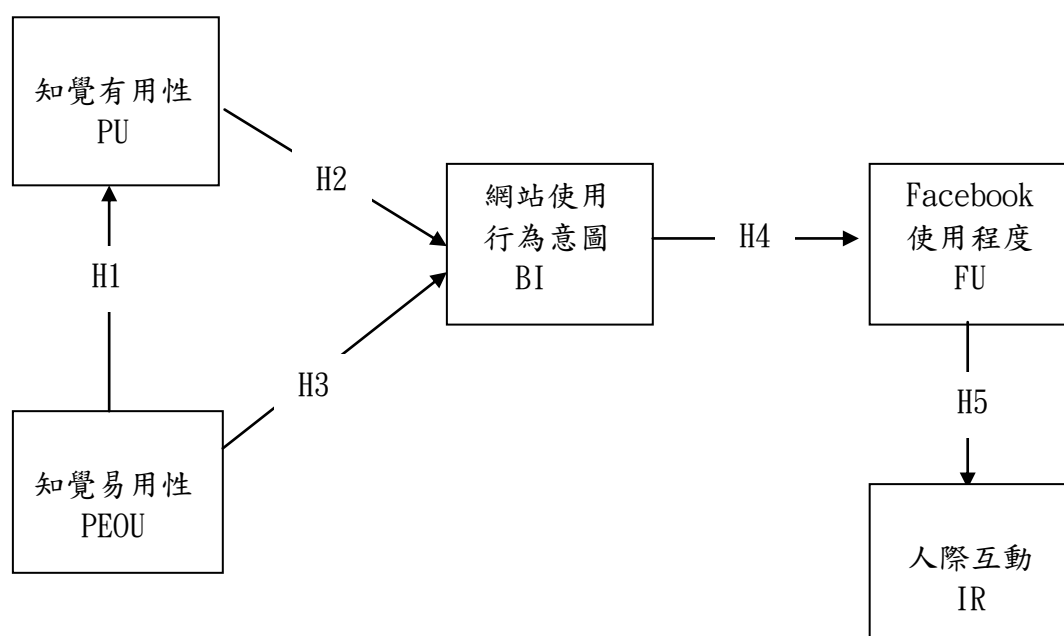 知覺有用性
PU
H2
網站使用
行為意圖
BI
H4
Facebook
使用程度
FU
H1
H3
H5
知覺易用性
PEOU
人際互動
IR